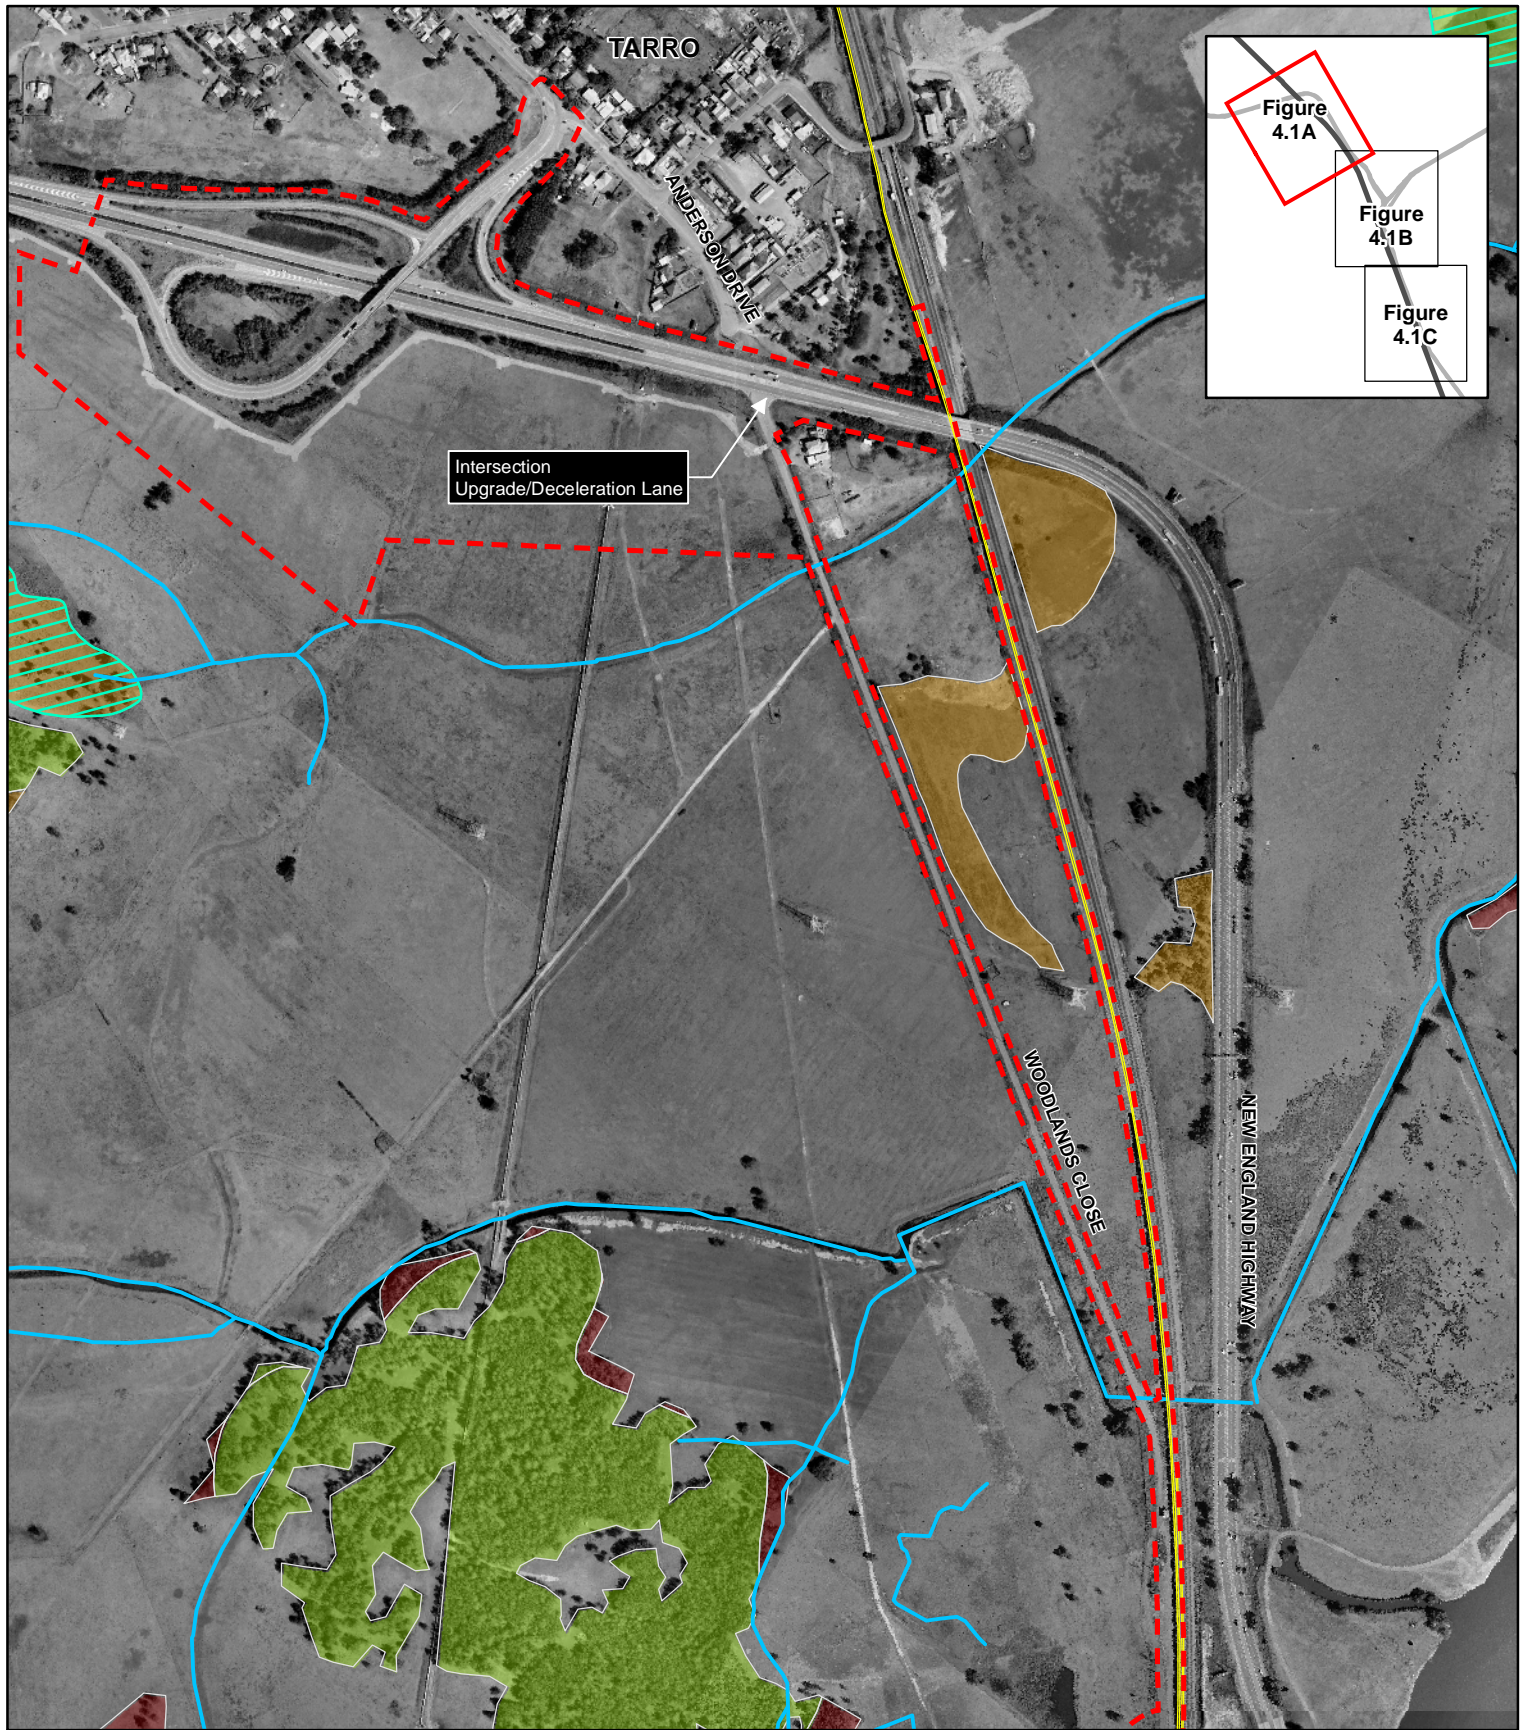 TARRO
Figure
4.1A
Figure
4.1B
Figure
4.1C
ANDERSON DRIVE
Intersection
Upgrade/Deceleration Lane
WOODLANDS CLOSE
NEW ENGLAND HIGHWAY